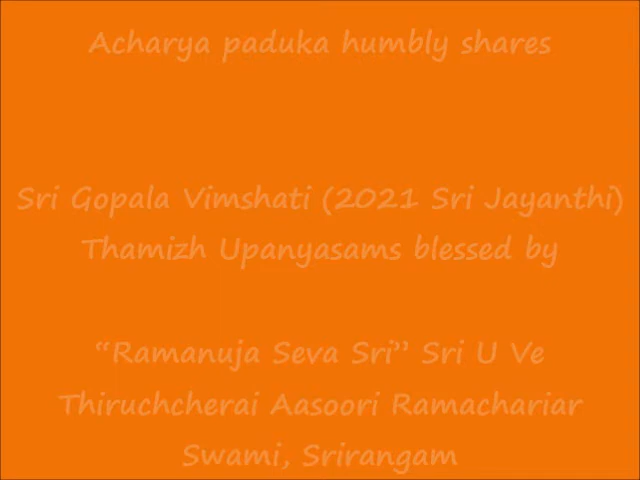 Acharya paduka humbly shares
Sri Gopala Vimshati (2021 Sri Jayanthi)
Thamizh Upanyasams blessed by
“Ramanuja Seva Sri” Sri U Ve
Thiruchcherai Aasoori Ramachariar
Swami, Srirangam